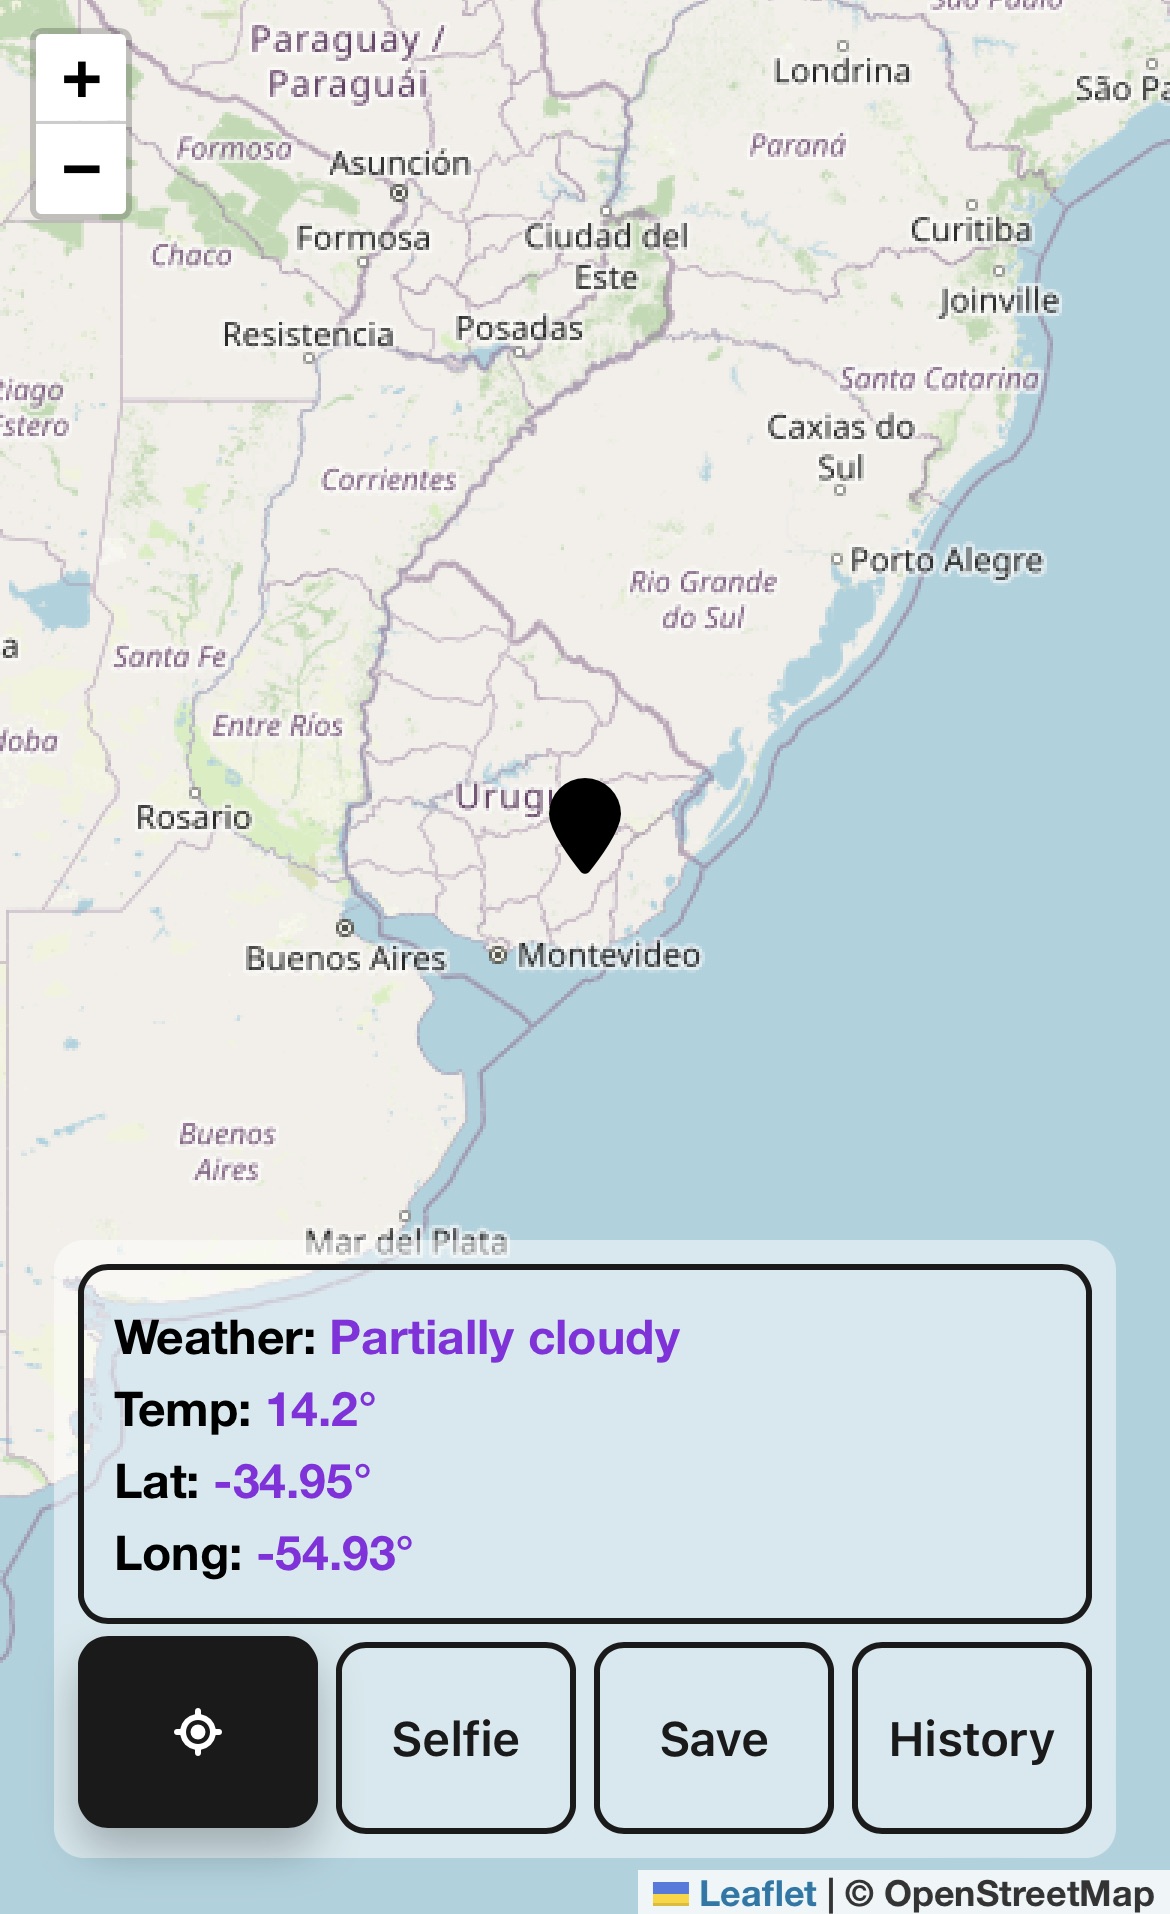 +
−
São Paulo
Paraguay /
Paraguái
Londrina
São Pa
Formosa
Asunción
Paraná
Formosa
Ciudad del
Este
Curitiba
Chaco
Joinville
Resistencia
Posadas
tiago
Estero
Santa Catarina
Caxias do
Sul
Corrientes
Porto Alegre
Rio Grande
do Sul
a
Santa Fe
Entre Ríos
doba
Urug
Rosario
Buenos Aires
Montevideo
Buenos
Aires
Mar del Plata
Weather: Partially cloudy
Temp: 14.2°
Lat: -34.95°
Long: -54.93°
Selfie
Save
History
Leaflet | © OpenStreetMap